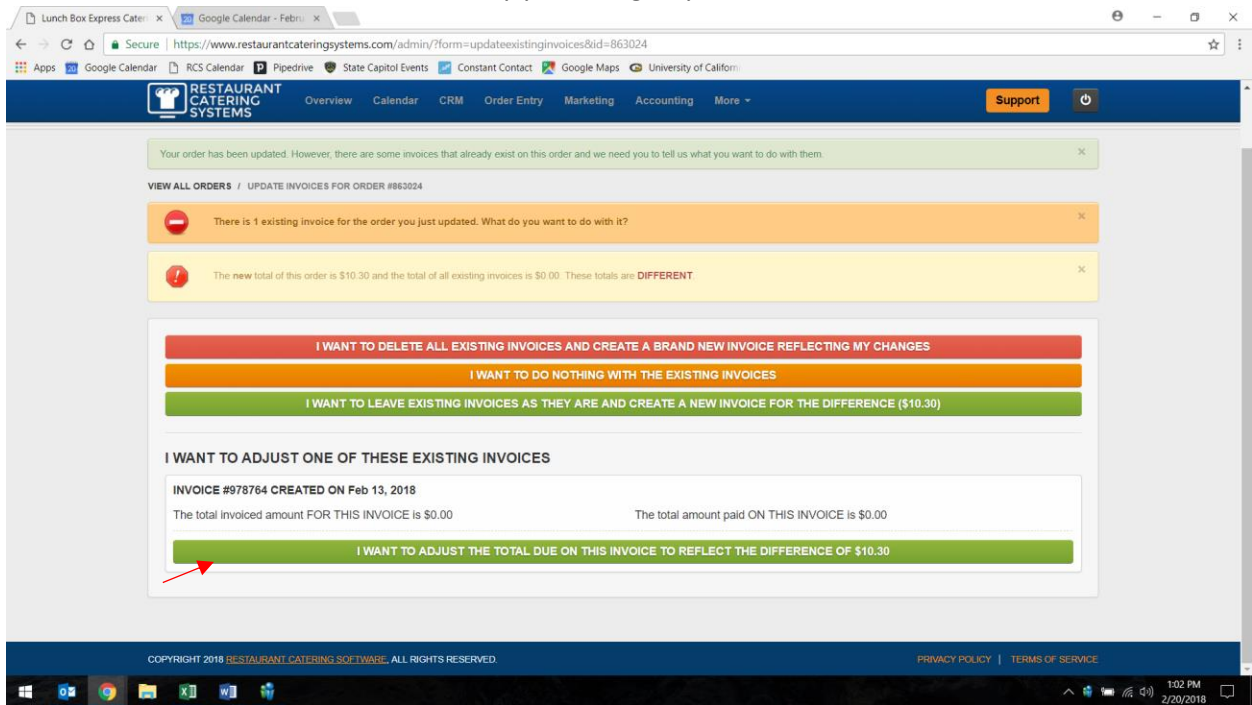 Lunch Box Express Cater
Google Calendar - Febru
Secure | https://www.restaurantcateringsystems.com/admin/?form=updateexistinginvoices&id=863024
Apps Google Calendar RCS Calendar Pipedrive State Capitol Events Constant Contact Google Maps University of Californi
RESTAURANT
CATERING
SYSTEMS
Overview Calendar CRM Order Entry Marketing Accounting More
Support
Your order has been updated. However, there are some invoices that already exist on this order and we need you to tell us what you want to do with them.
VIEW ALL ORDERS / UPDATE INVOICES FOR ORDER #863024
There is 1 existing invoice for the order you just updated. What do you want to do with it?
The new total of this order is $10.30 and the total of all existing invoices is $0.00. These totals are DIFFERENT.
I WANT TO DELETE ALL EXISTING INVOICES AND CREATE A BRAND NEW INVOICE REFLECTING MY CHANGES
I WANT TO DO NOTHING WITH THE EXISTING INVOICES
I WANT TO LEAVE EXISTING INVOICES AS THEY ARE AND CREATE A NEW INVOICE FOR THE DIFFERENCE ($10.30)
I WANT TO ADJUST ONE OF THESE EXISTING INVOICES
INVOICE #978764 CREATED ON Feb 13, 2018
The total invoiced amount FOR THIS INVOICE is $0.00
The total amount paid ON THIS INVOICE is $0.00
I WANT TO ADJUST THE TOTAL DUE ON THIS INVOICE TO REFLECT THE DIFFERENCE OF $10.30
COPYRIGHT 2018 RESTAURANT CATERING SOFTWARE, ALL RIGHTS RESERVED.
PRIVACY POLICY | TERMS OF SERVICE
1:02 PM
2/20/2018